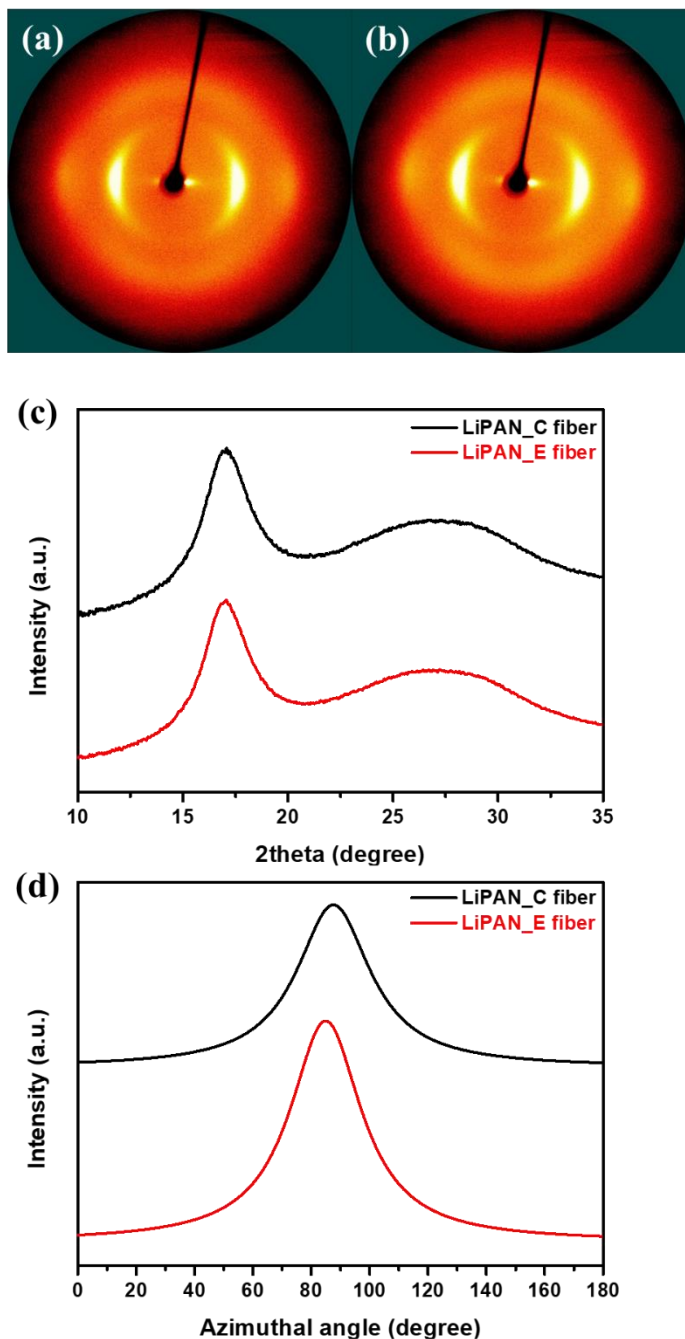 (a) (b)
(c)
LiPAN_C fiber
LiPAN_E fiber
Intensity (a.u.)
10 15 20 25 30 35
2theta (degree)
(d)
LiPAN_C fiber
LiPAN_E fiber
Intensity (a.u.)
0 20 40 60 80 100 120 140 160 180
Azimuthal angle (degree)